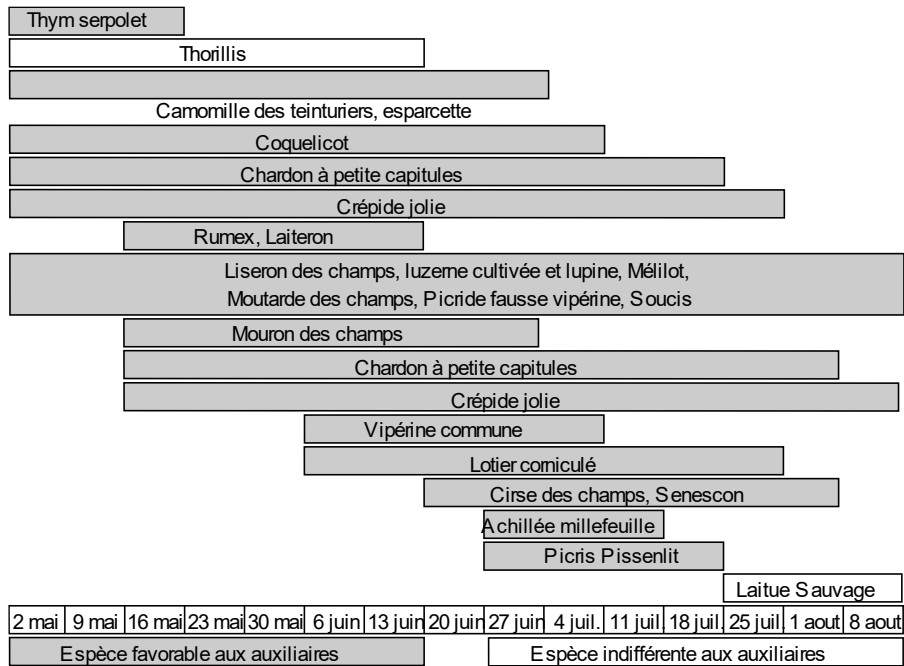 Thym serpolet
Thorillis
Camomille des teinturiers, esparcette
Coquelicot
Chardon à petite capitules
Crépide jolie
Rumex, Laiteron
Liseron des champs, luzerne cultivée et lupine, Mélilot,
Moutarde des champs, Picride fausse vipérine, Soucis
Mouron des champs
Chardon à petite capitules
Crépide jolie
Vipérine commune
Lotier corniculé
Cirse des champs, Senescon
Achillée millefeuille
Picris Pissenlit
Laitue Sauvage
2 mai 9 mai 16 mai 23 mai 30 mai 6 juin 13 juin 20 juin 27 juin 4 juil. 11 juil. 18 juil. 25 juil. 1 aout 8 aout
Espèce favorable aux auxiliaires Espèce indifférente aux auxiliaires